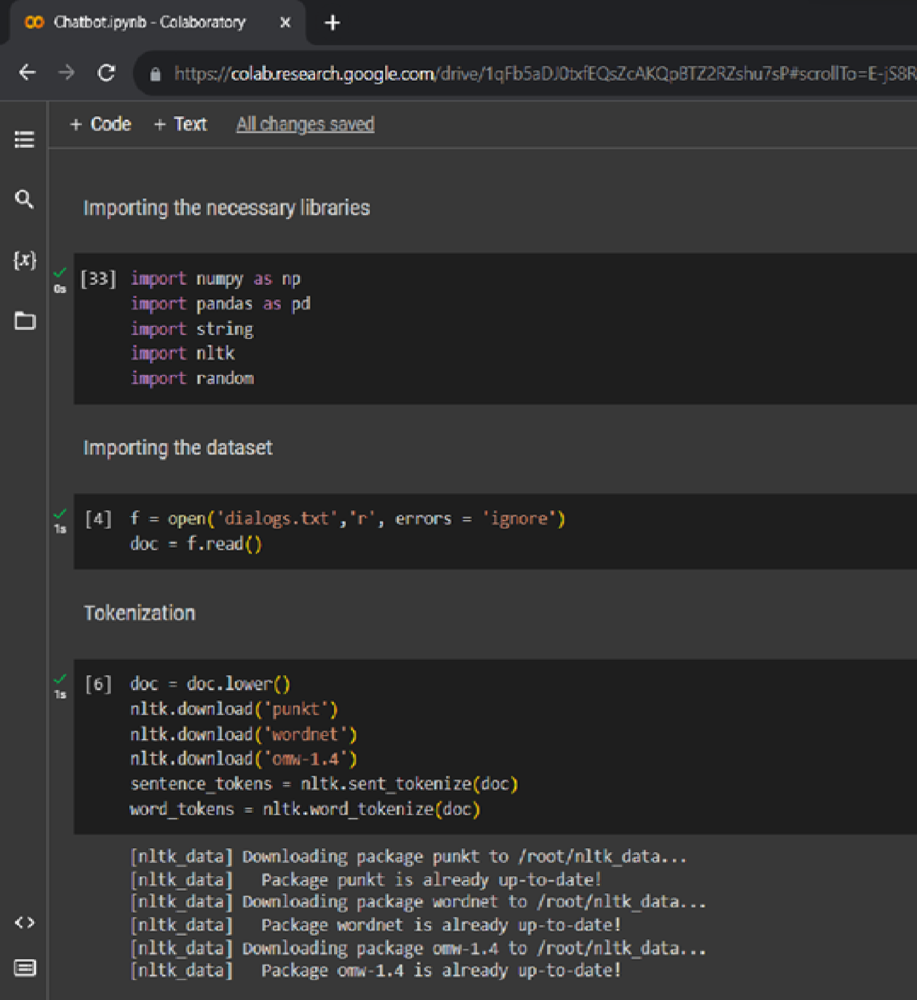 Chatbot.ipynb - Colaboratory
https://colab.research.google.com/drive/1qFb5aDJ0txfEQsZcAKQpBTZ2RZshu7sP#scrollTo=E-jS8R
+ Code + Text All changes saved
Importing the necessary libraries
{x}
0s
[33] import numpy as np
import pandas as pd
import string
import nltk
import random
Importing the dataset
1s
[4] f = open('dialogs.txt','r', errors = 'ignore')
doc = f.read()
Tokenization
1s
[6] doc = doc.lower()
nltk.download('punkt')
nltk.download('wordnet')
nltk.download('omw-1.4')
sentence_tokens = nltk.sent_tokenize(doc)
word_tokens = nltk.word_tokenize(doc)
[nltk_data] Downloading package punkt to /root/nltk_data...
[nltk_data]   Package punkt is already up-to-date!
[nltk_data] Downloading package wordnet to /root/nltk_data...
[nltk_data]   Package wordnet is already up-to-date!
[nltk_data] Downloading package omw-1.4 to /root/nltk_data...
[nltk_data]   Package omw-1.4 is already up-to-date!